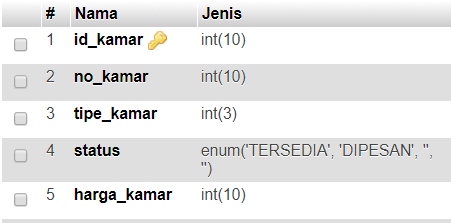 # Nama Jenis
1 id_kamar int(10)
2 no_kamar int(10)
3 tipe_kamar int(3)
4 status enum('TERSEDIA', 'DIPESAN', '', 
'')
5 harga_kamar int(10)